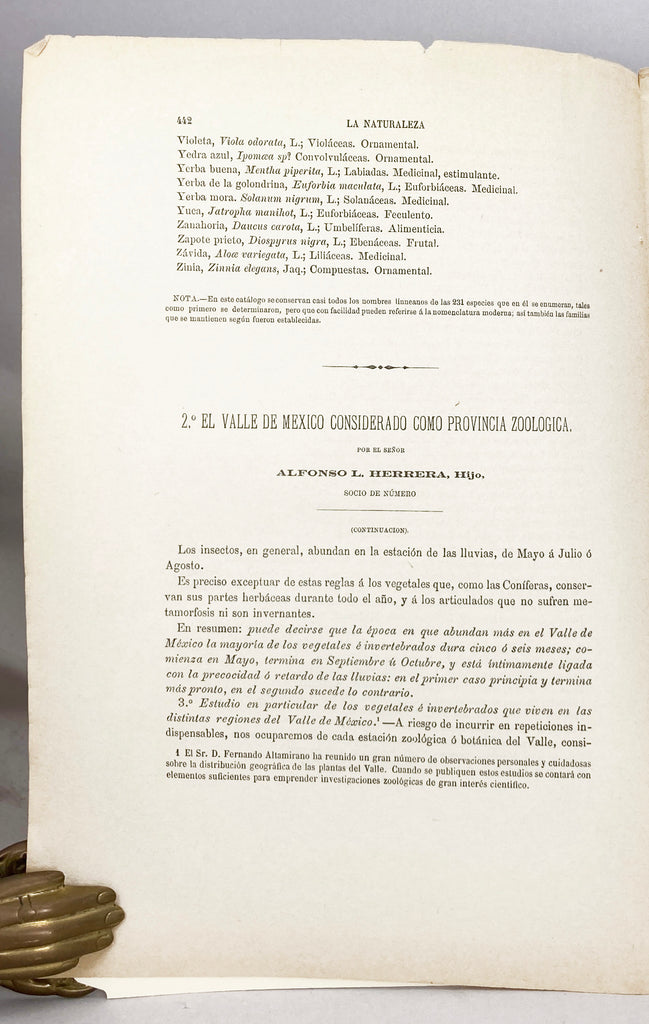 442
LA NATURALEZA
Violeta, Viola odorata, L.; Violáceas. Ornamental.
Yedra azul, Ipomœa sp? Convolvuláceas. Ornamental.
Yerba buena, Mentha piperita, L.; Labiadas. Medicinal, estimulante.
Yerba de la golondrina, Euforbia maculata, L.; Euforbiáceas. Medicinal.
Yerba mora. Solanum nigrum, L.; Solanáceas. Medicinal.
Yuca, Jatropha manihot, L.; Euforbiáceas. Feculento.
Zanahoria, Daucus carota, L.; Umbelíferas. Alimenticia.
Zapote prieto, Diospyrus nigra, L.; Ebenáceas. Frutal.
Závida, Aloæ variegata, L.; Liliáceas. Medicinal.
Zinia, Zinnia elegans, Jaq.; Compuestas. Ornamental.
NOTA.—En este catálogo se conservan casi todos los nombres linneanos de las 231 especies que en él se enumeran, tales
como primero se determinaron, pero que con facilidad pueden referirse á la nomenclatura moderna; así también las familias
que se mantienen según fueron establecidas.
2.º EL VALLE DE MEXICO CONSIDERADO COMO PROVINCIA ZOOLOGICA.
POR EL SEÑOR
ALFONSO L. HERRERA, Hijo,
SOCIO DE NÚMERO
(CONTINUACION).
Los insectos, en general, abundan en la estación de las lluvias, de Mayo á Julio ó
Agosto.
Es preciso exceptuar de estas reglas á los vegetales que, como las Coníferas, conser-
van sus partes herbáceas durante todo el año, y á los articulados que no sufren me-
tamorfosis ni son invernantes.
En resumen: puede decirse que la época en que abundan más en el Valle de
México la mayoría de los vegetales é invertebrados dura cinco ó seis meses; co-
mienza en Mayo, termina en Septiembre ú Octubre, y está íntimamente ligada
con la precocidad ó retardo de las lluvias: en el primer caso principia y termina
más pronto, en el segundo sucede lo contrario.
3.º Estudio en particular de los vegetales é invertebrados que viven en las
distintas regiones del Valle de México.¹—A riesgo de incurrir en repeticiones in-
dispensables, nos ocuparemos de cada estación zoológica ó botánica del Valle, consi-
1 El Sr. D. Fernando Altamirano ha reunido un gran número de observaciones personales y cuidadosas
sobre la distribución geográfica de las plantas del Valle. Cuando se publiquen estos estudios se contará con
elementos suficientes para emprender investigaciones zoológicas de gran interés científico.